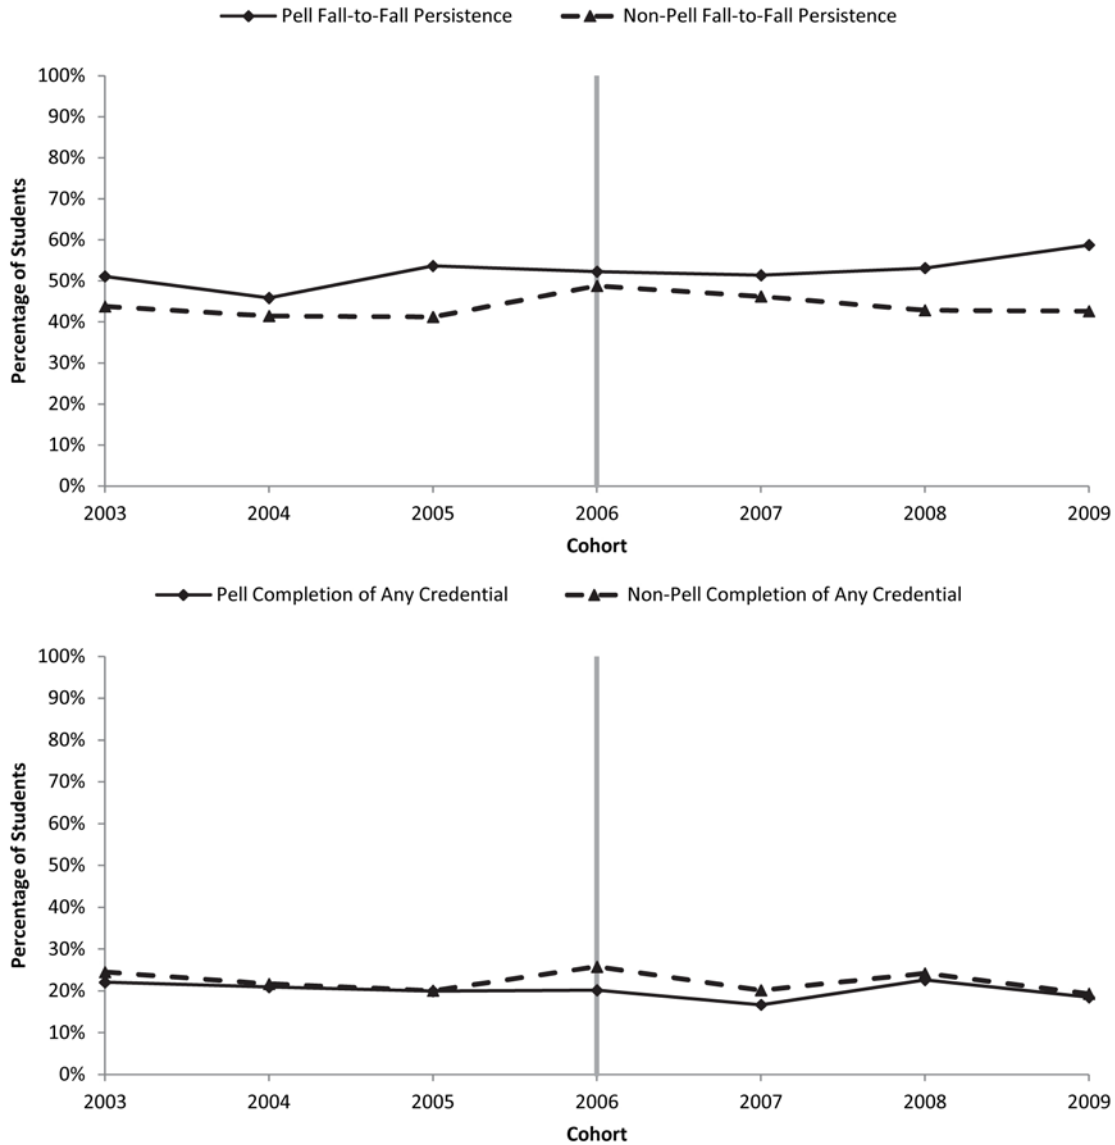 Pell Fall-to-Fall Persistence Non-Pell Fall-to-Fall Persistence
100%
90%
80%
70%
60%
50%
40%
30%
20%
10%
0%
Percentage of Students
2003 2004 2005 2006 2007 2008 2009
Cohort
Pell Completion of Any Credential Non-Pell Completion of Any Credential
100%
90%
80%
70%
60%
50%
40%
30%
20%
10%
0%
Percentage of Students
2003 2004 2005 2006 2007 2008 2009
Cohort